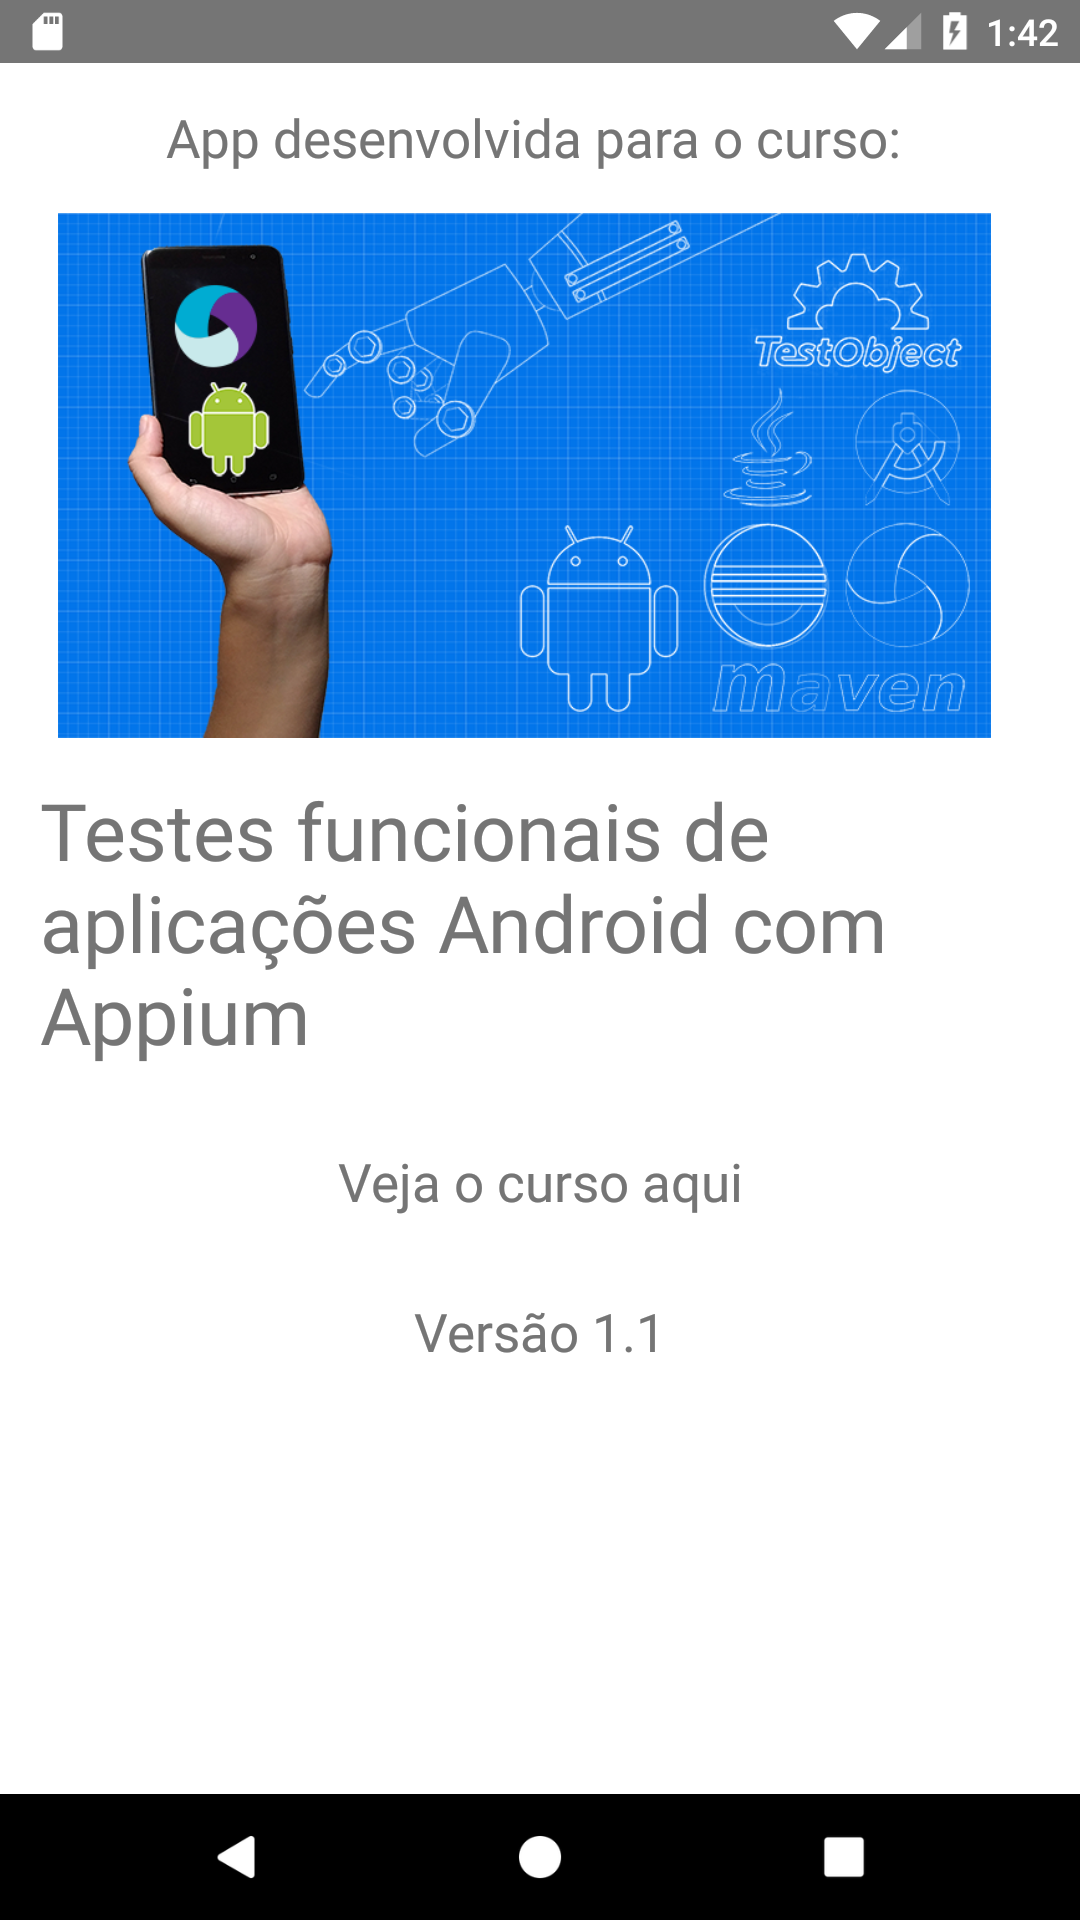 1:42
App desenvolvida para o curso:
TestObject
maven
Testes funcionais de
aplicações Android com
Appium
Veja o curso aqui
Versão 1.1